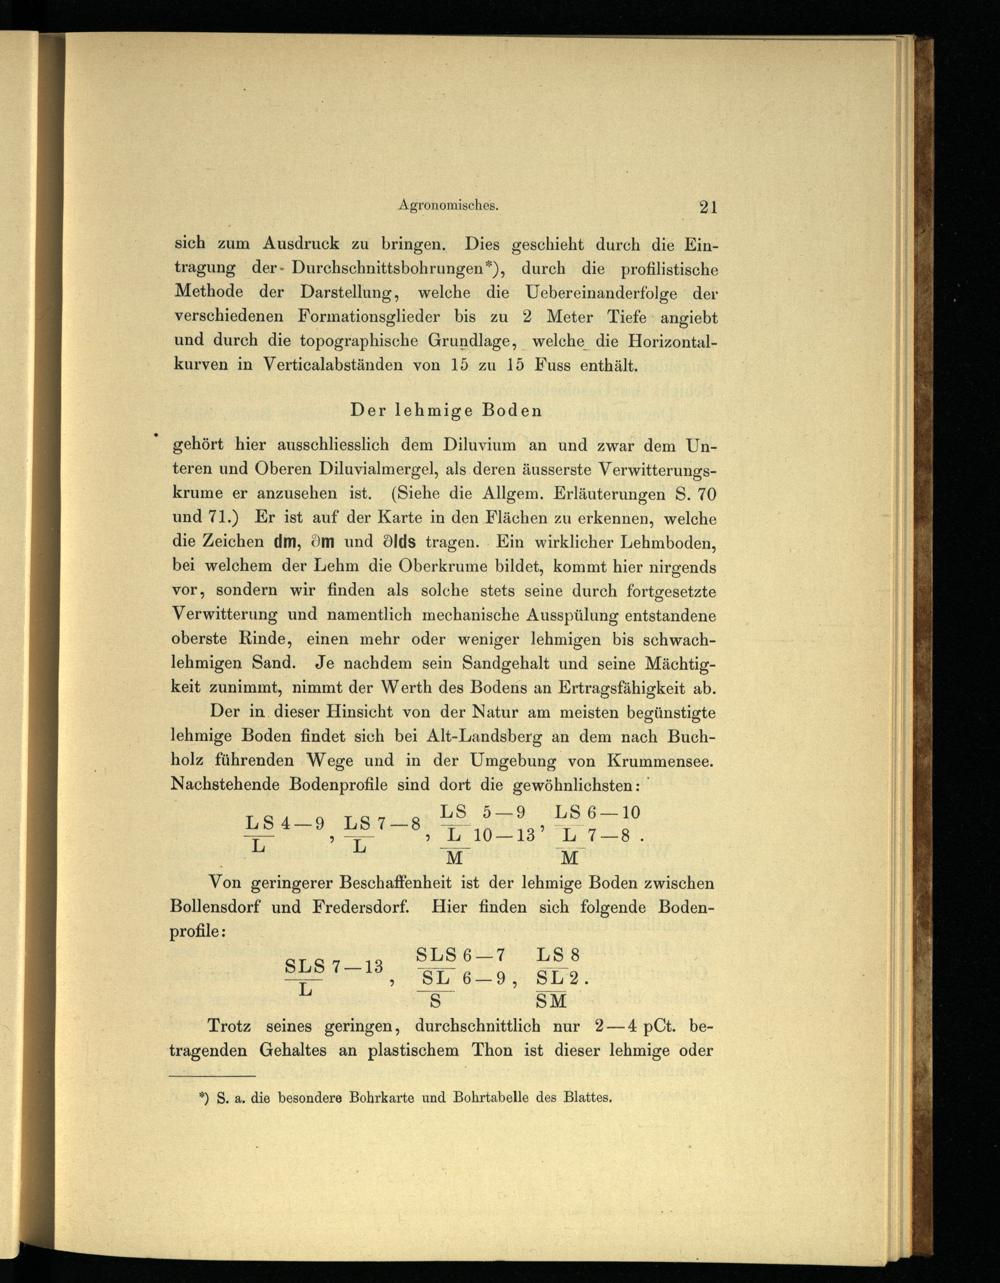 Agronomisches. 21
sich zum Ausdruck zu bringen. Dies geschieht durch die Ein-
tragung der Durchschnittsbohrungen*), durch die profilistische
Methode der Darstellung, welche die Uebereinanderfolge der
verschiedenen Formationsglieder bis zu 2 Meter Tiefe angiebt
und durch die topographische Grundlage, welche die Horizontal-
kurven in Verticalabständen von 15 zu 15 Fuss enthält.
Der lehmige Boden
gehört hier ausschliesslich dem Diluvium an und zwar dem Un-
teren und Oberen Diluvialmergel, als deren äusserste Verwitterungs-
krume er anzusehen ist. (Siehe die Allgem. Erläuterungen S. 70
und 71.) Er ist auf der Karte in den Flächen zu erkennen, welche
die Zeichen dm, ∂m und ∂lds tragen. Ein wirklicher Lehmboden,
bei welchem der Lehm die Oberkrume bildet, kommt hier nirgends
vor, sondern wir finden als solche stets seine durch fortgesetzte
Verwitterung und namentlich mechanische Ausspülung entstandene
oberste Rinde, einen mehr oder weniger lehmigen bis schwach-
lehmigen Sand. Je nachdem sein Sandgehalt und seine Mächtig-
keit zunimmt, nimmt der Werth des Bodens an Ertragsfähigkeit ab.
Der in dieser Hinsicht von der Natur am meisten begünstigte
lehmige Boden findet sich bei Alt-Landsberg an dem nach Buch-
holz führenden Wege und in der Umgebung von Krummensee.
Nachstehende Bodenprofile sind dort die gewöhnlichsten:
LS 4—9 LS 7—8 LS 5—9 LS 6—10
L , L , L 10—13 , L 7—8 .
M M
Von geringerer Beschaffenheit ist der lehmige Boden zwischen
Bollensdorf und Fredersdorf. Hier finden sich folgende Boden-
profile:
SLS 7—13 SLS 6—7 LS 8
L , SL 6—9 , SL 2 .
S SM
Trotz seines geringen, durchschnittlich nur 2—4 pCt. be-
tragenden Gehaltes an plastischem Thon ist dieser lehmige oder
*) S. a. die besondere Bohrkarte und Bohrtabelle des Blattes.